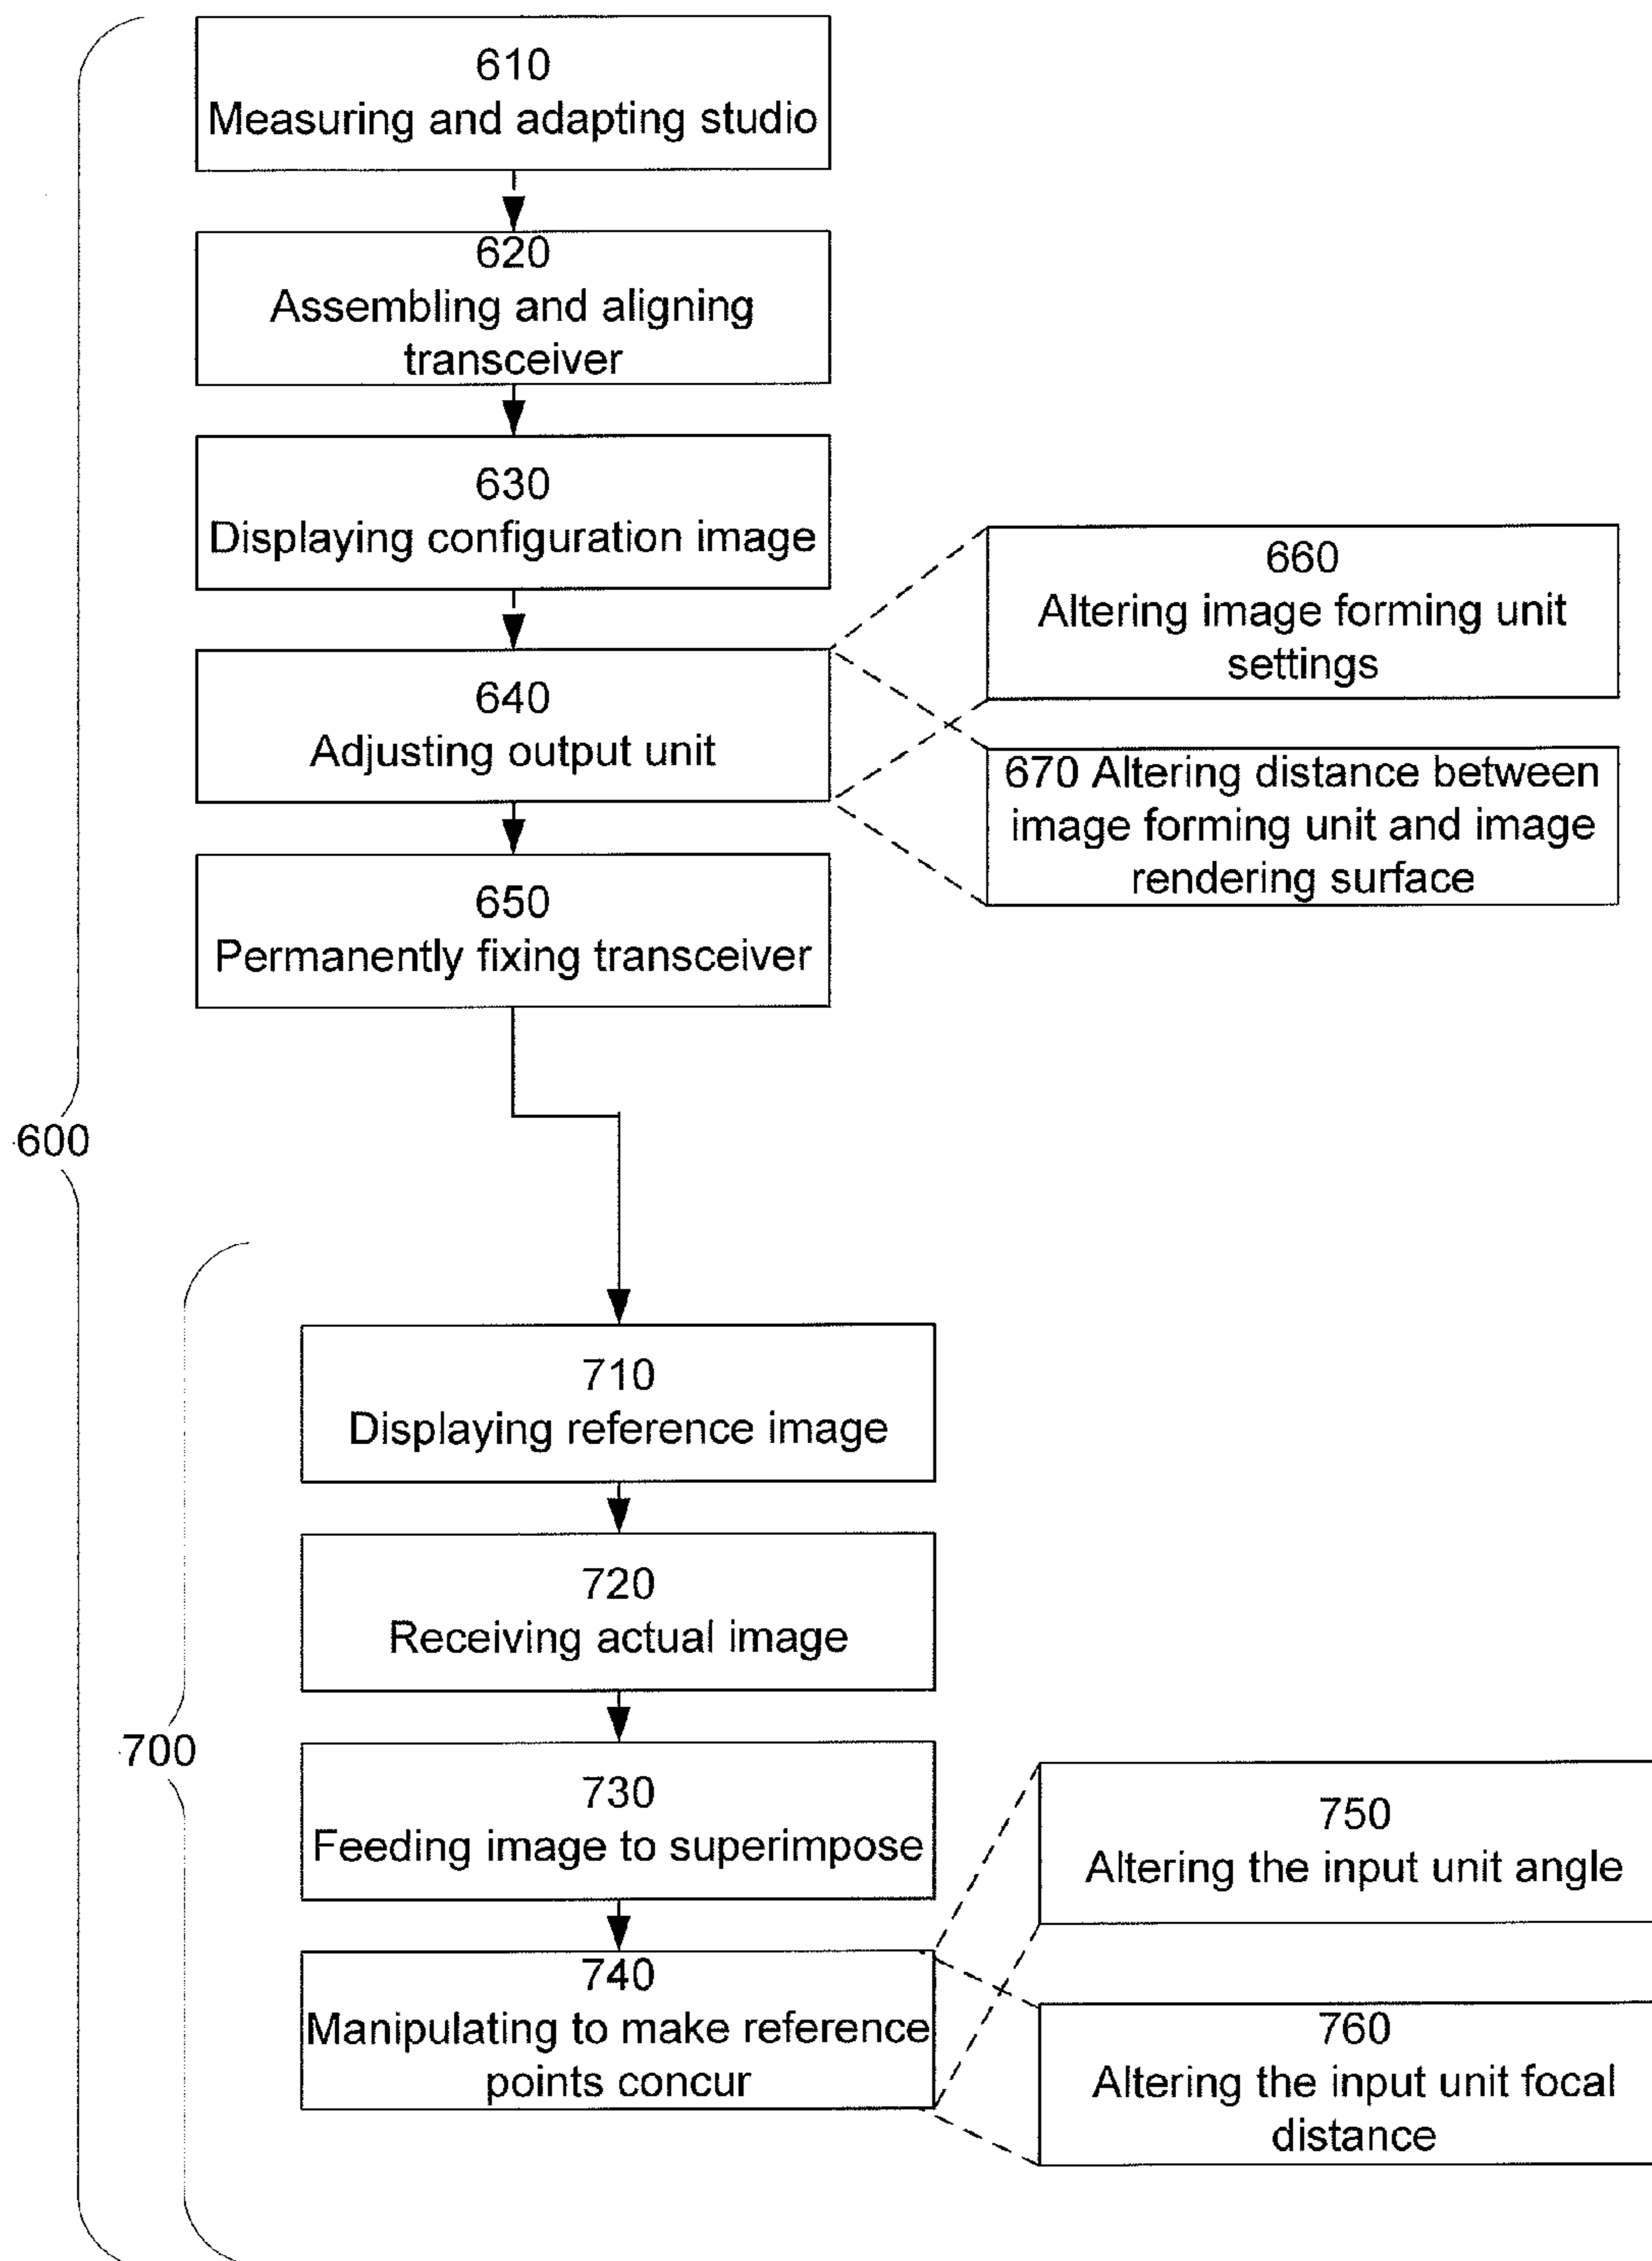 610
Measuring and adapting studio
620
Assembling and aligning
transceiver
630
Displaying configuration image
660
Altering image forming unit
settings
640
Adjusting output unit
670 Altering distance between
image forming unit and image
rendering surface
650
Permanently fixing transceiver
600
710
Displaying reference image
720
Receiving actual image
700
730
Feeding image to superimpose
750
Altering the input unit angle
740
Manipulating to make reference
points concur
760
Altering the input unit focal
distance